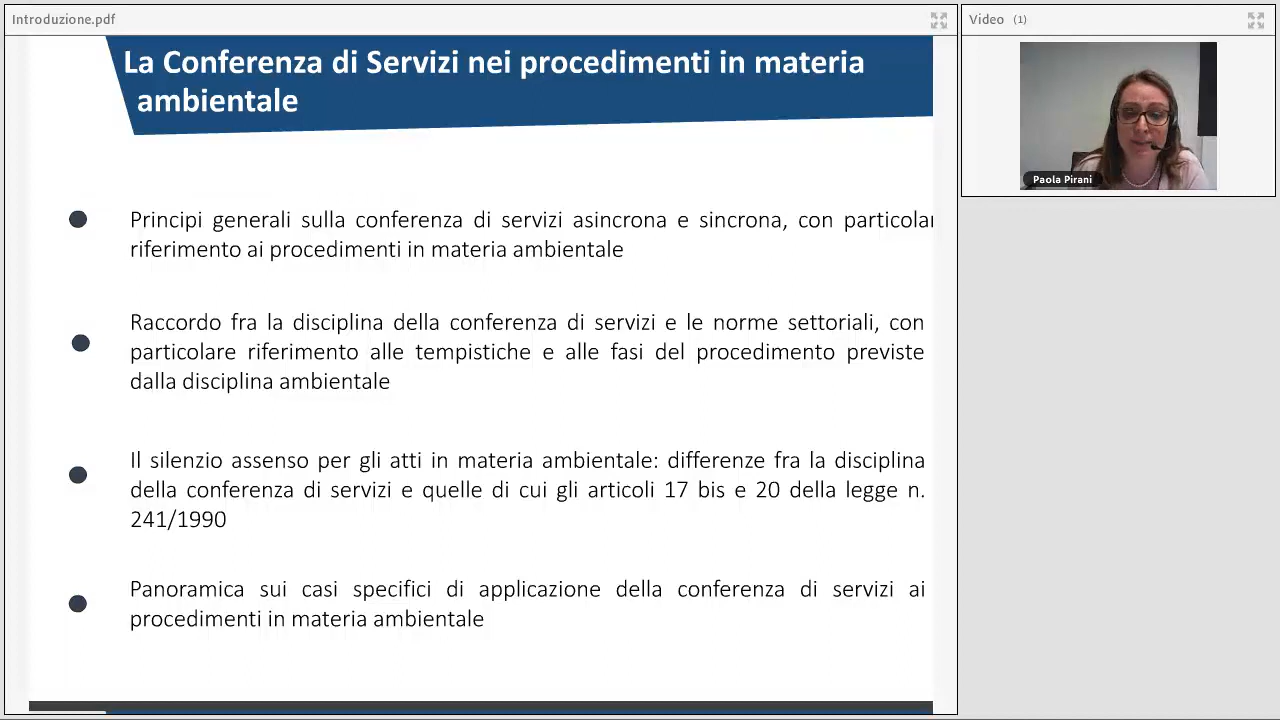 Introduzione.pdf
Video (1)
La Conferenza di Servizi nei procedimenti in materia
ambientale
Paola Pirani
Principi generali sulla conferenza di servizi asincrona e sincrona, con particolar
riferimento ai procedimenti in materia ambientale
Raccordo fra la disciplina della conferenza di servizi e le norme settoriali, con
particolare riferimento alle tempistiche e alle fasi del procedimento previste
dalla disciplina ambientale
Il silenzio assenso per gli atti in materia ambientale: differenze fra la disciplina
della conferenza di servizi e quelle di cui gli articoli 17 bis e 20 della legge n.
241/1990
Panoramica sui casi specifici di applicazione della conferenza di servizi ai
procedimenti in materia ambientale